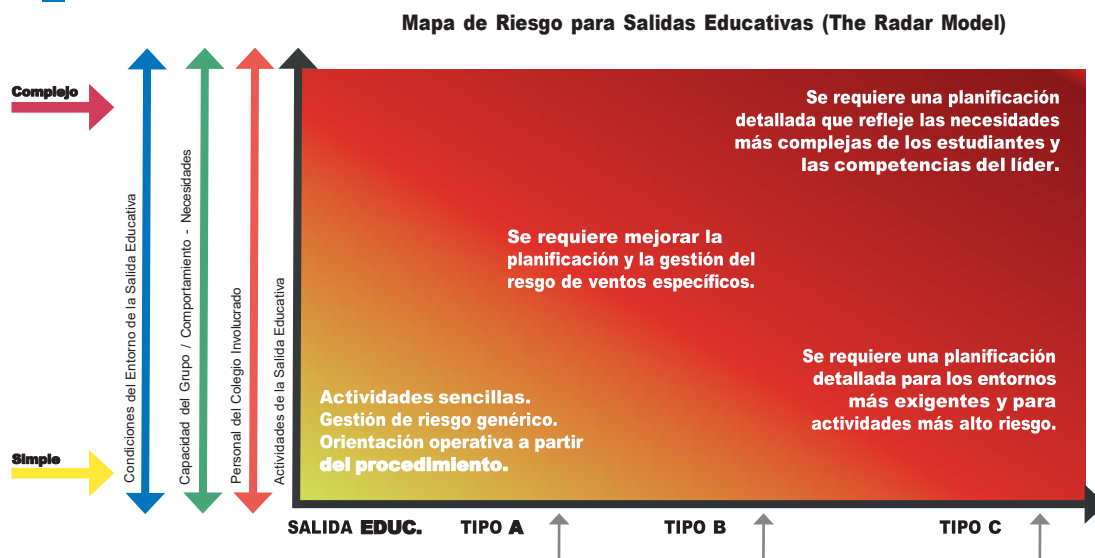 Mapa de Riesgo para Salidas Educativas (The Radar Model)
Complejo
Simple
Condiciones del Entorno de la Salida Educativa
Capacidad del Grupo / Comportamiento - Necesidades
Personal del Colegio Involucrado
Actividades de la Salida Educativa
Se requiere una planificación
detallada que refleje las necesidades
más complejas de los estudiantes y
las competencias del líder.
Se requiere mejorar la
planificación y la gestión del
resgo de ventos específicos.
Se requiere una planificación
detallada para los entornos
más exigentes y para
actividades más alto riesgo.
Actividades sencillas.
Gestión de riesgo genérico.
Orientación operativa a partir
del procedimiento.
SALIDA EDUC. TIPO A TIPO B TIPO C